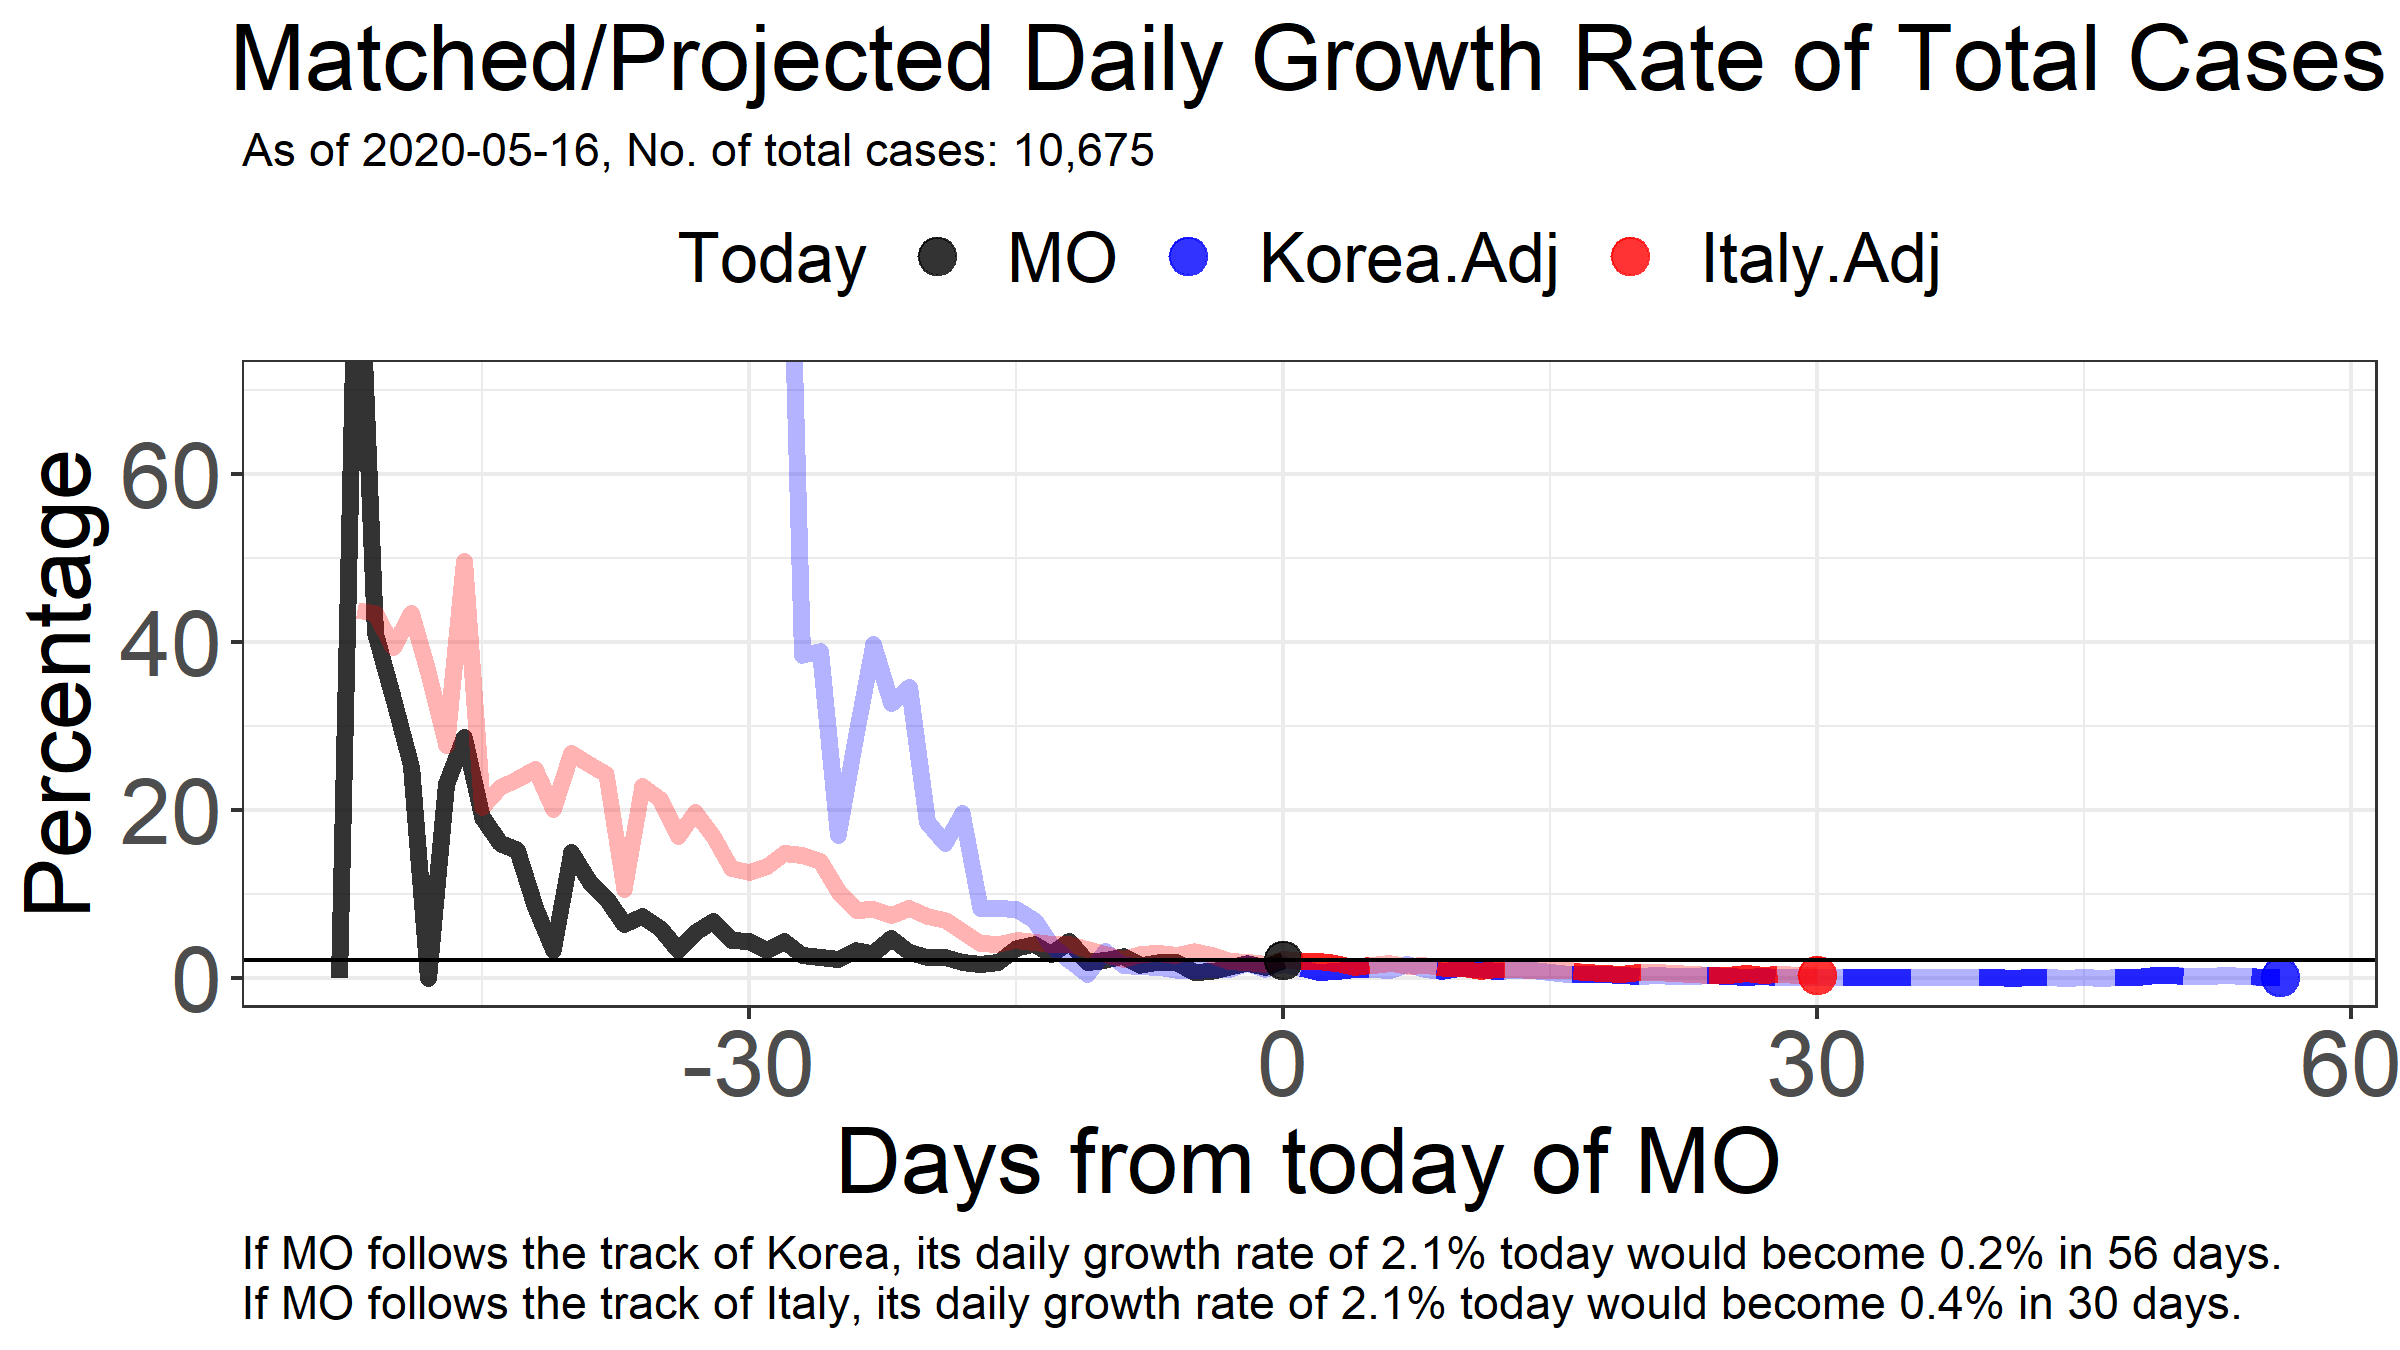 Matched/Projected Daily Growth Rate of Total Cases
As of 2020-05-16, No. of total cases: 10,675
Today MO Korea.Adj Italy.Adj
Percentage
60
40
20
0
-30 0 30 60
Days from today of MO
If MO follows the track of Korea, its daily growth rate of 2.1% today would become 0.2% in 56 days.
If MO follows the track of Italy, its daily growth rate of 2.1% today would become 0.4% in 30 days.